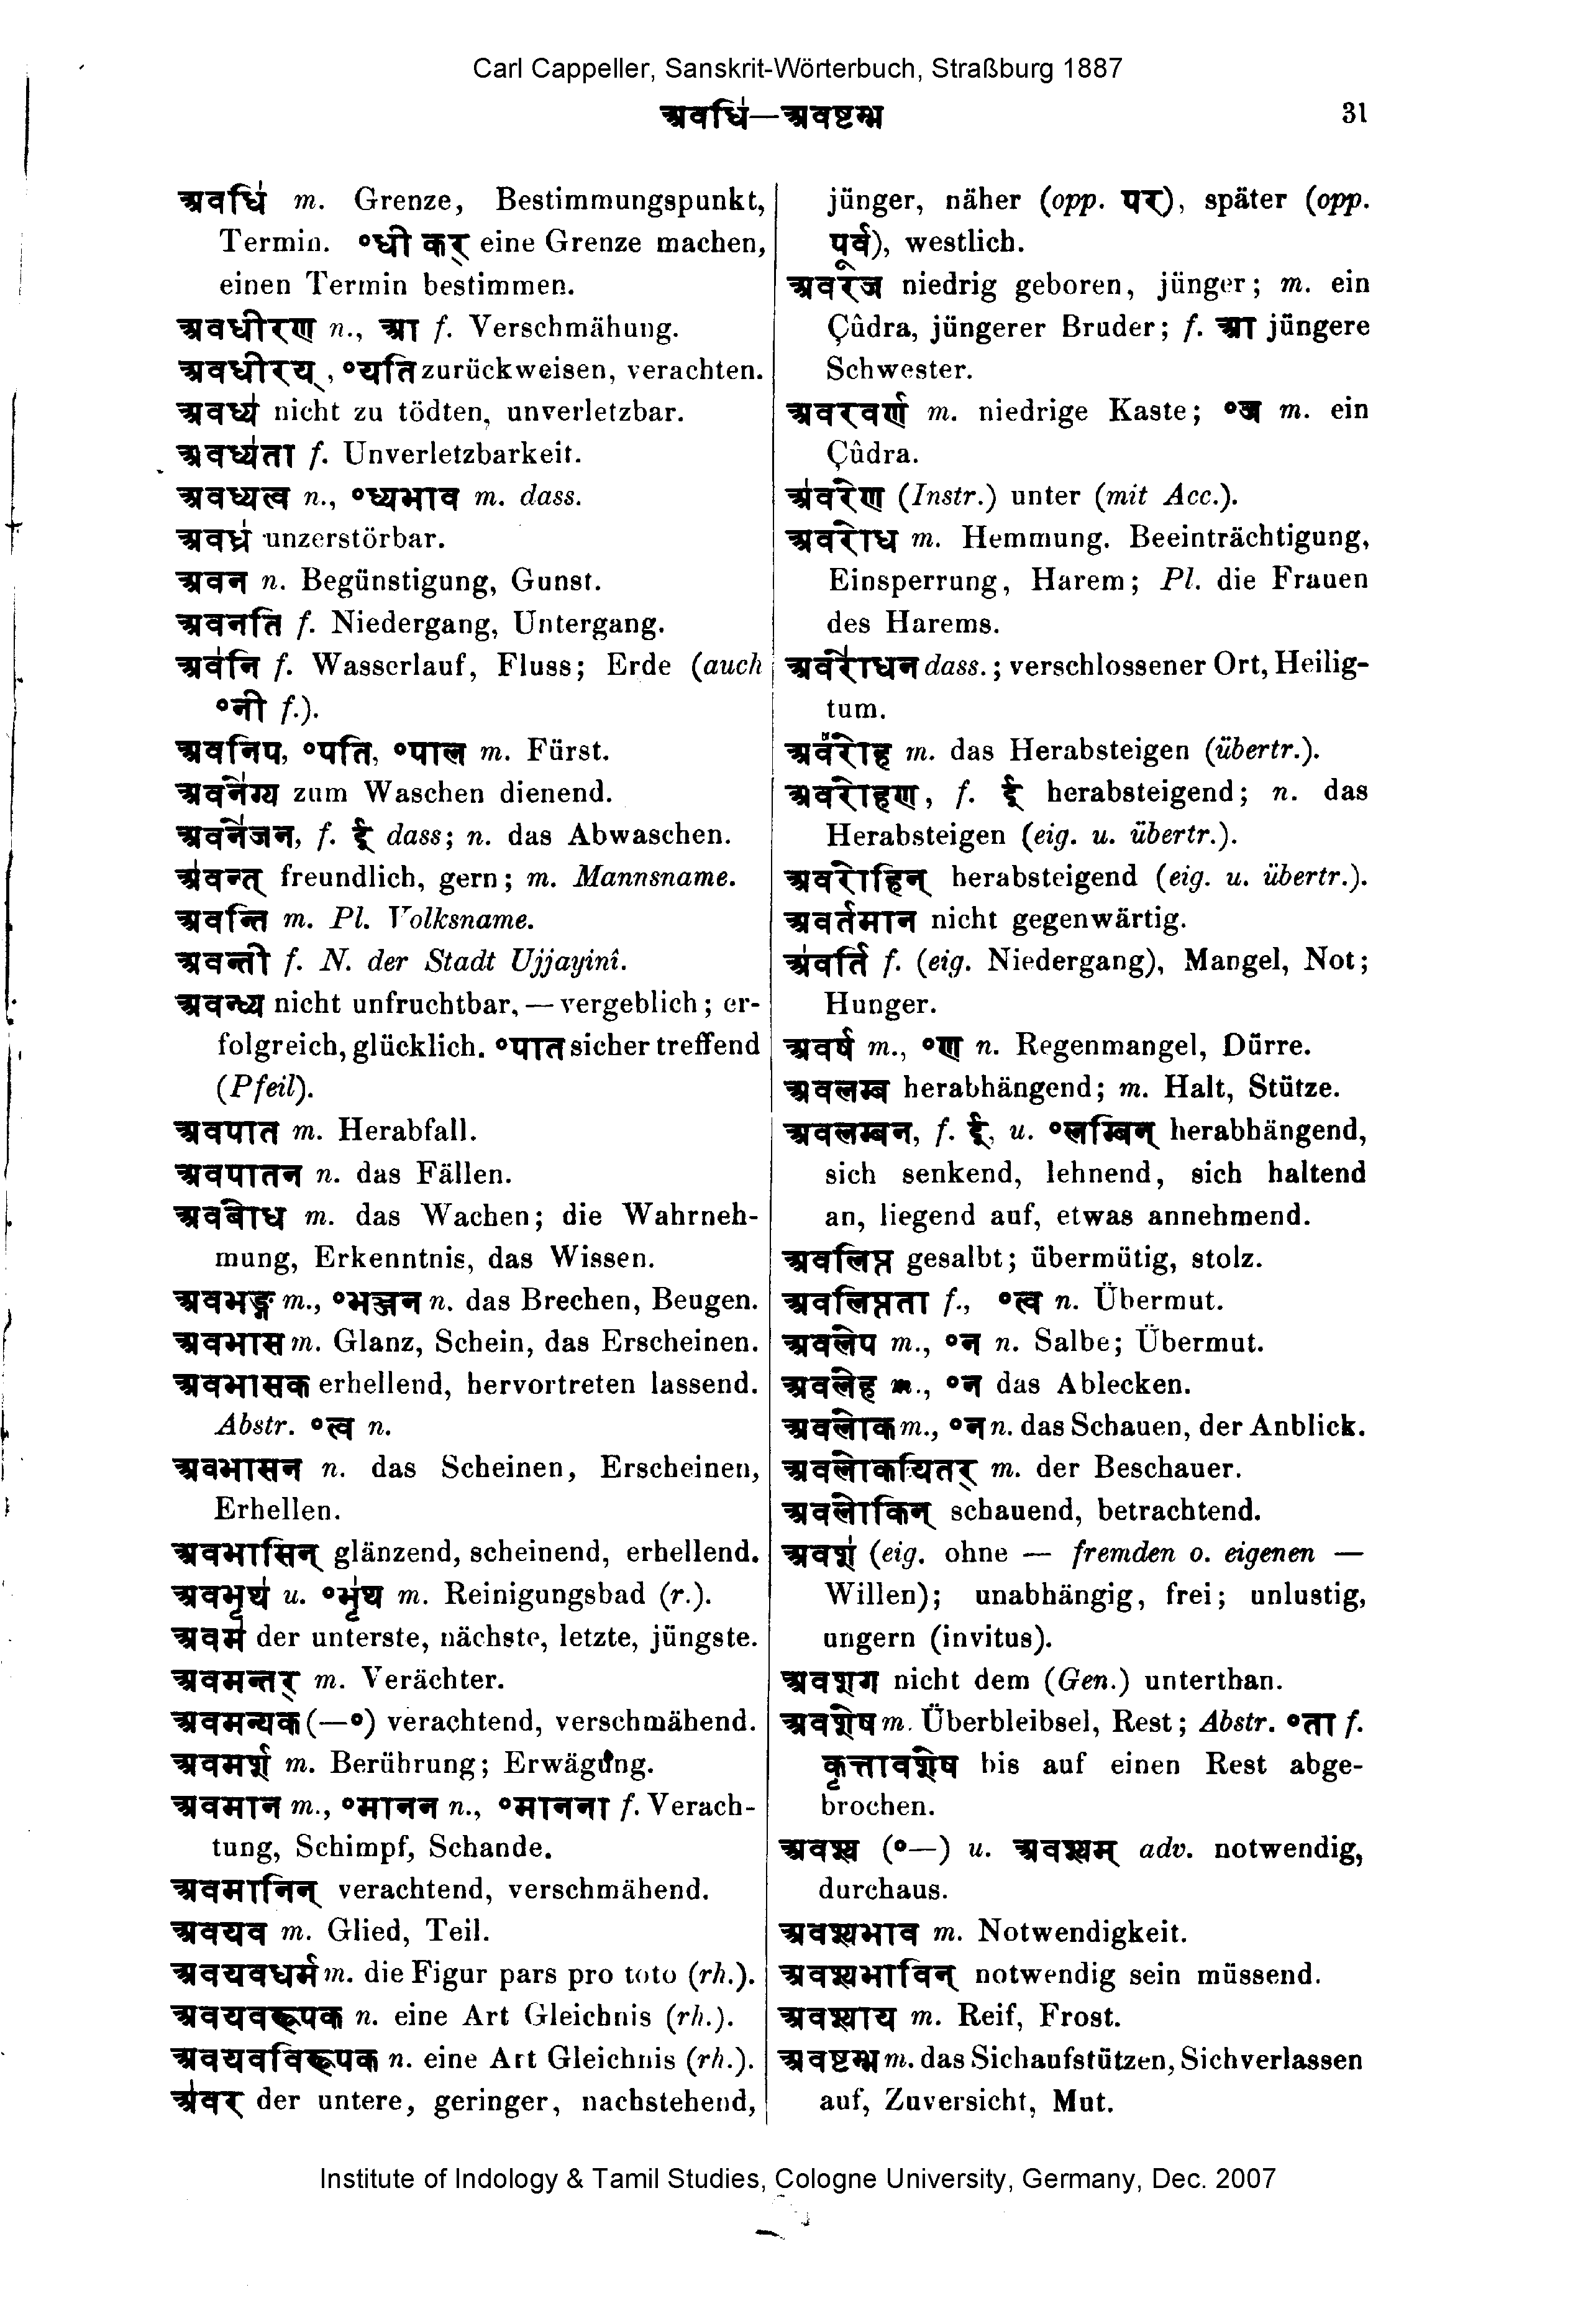 Carl Cappeller, Sanskrit-Wörterbuch, Straßburg 1887
अवधि॑—अवष्टम्भ
31
अवधि॑ m. Grenze, Bestimmungspunkt,
Termin. °धी कर् eine Grenze machen,
einen Termin bestimmen.
अवधीरण n., आ f. Verschmähung.
अवधीरय्, °यति zurückweisen, verachten.
अवध्य॑ nicht zu tödten, unverletzbar.
अवध्य॑ता f. Unverletzbarkeit.
अवध्यत्व n., °ध्यभाव m. dass.
अवध्र॑ unzerstörbar.
अवन n. Begünstigung, Gunst.
अवनति f. Niedergang, Untergang.
अव॑नि f. Wasserlauf, Fluss; Erde (auch
°नी f.).
अवनिप, °पति, °पाल m. Fürst.
अवने॑ग्य zum Waschen dienend.
अवने॑जन, f. ई dass; n. das Abwaschen.
अ॑वन्त् freundlich, gern; m. Mannsname.
अवन्ति m. Pl. Volksname.
अवन्ती f. N. der Stadt Ujjayinî.
अवन्ध्य nicht unfruchtbar, — vergeblich; er-
folgreich, glücklich. °पात sicher treffend
(Pfeil).
अवपात m. Herabfall.
अवपातन n. das Fällen.
अवबोध m. das Wachen; die Wahrneh-
mung, Erkenntnis, das Wissen.
अवभङ्ग m., °भञ्जन n. das Brechen, Beugen.
अवभास m. Glanz, Schein, das Erscheinen.
अवभासक erhellend, hervortreten lassend.
Abstr. °त्व n.
अवभासन n. das Scheinen, Erscheinen,
Erhellen.
अवभासिन् glänzend, scheinend, erhellend.
अवभृथ॑ u. °भृ॑थ m. Reinigungsbad (r.).
अवम॑ der unterste, nächste, letzte, jüngste.
अवमन्तर् m. Verächter.
अवमन्यक (—°) verachtend, verschmähend.
अवमर्श m. Berührung; Erwägung.
अवमान m., °मानन n., °मानना f. Verach-
tung, Schimpf, Schande.
अवमानिन् verachtend, verschmähend.
अवयव m. Glied, Teil.
अवयवधर्म m. die Figur pars pro toto (rh.).
अवयवरूपक n. eine Art Gleichnis (rh.).
अवयवविरूपक n. eine Art Gleichnis (rh.).
अ॑वर der untere, geringer, nachstehend,
jünger, näher (opp. पर), später (opp.
पूर्व), westlich.
अवरज niedrig geboren, jünger; m. ein
Çûdra, jüngerer Bruder; f. आ jüngere
Schwester.
अवरवर्ण m. niedrige Kaste; °ज m. ein
Çûdra.
अ॑वरेण (Instr.) unter (mit Acc.).
अवरोध m. Hemmung, Beeinträchtigung,
Einsperrung, Harem; Pl. die Frauen
des Harems.
अवरो॑धन dass.; verschlossener Ort, Heilig-
tum.
अवरोह m. das Herabsteigen (übertr.).
अवरोहण, f. ई herabsteigend; n. das
Herabsteigen (eig. u. übertr.).
अवरोहिन् herabsteigend (eig. u. übertr.).
अवर्तमान nicht gegenwärtig.
अ॑वर्ति f. (eig. Niedergang), Mangel, Not;
Hunger.
अवर्ष m., °ण n. Regenmangel, Dürre.
अवलम्ब herabhängend; m. Halt, Stütze.
अवलम्बन, f. ई, u. °लम्बिन् herabhängend,
sich senkend, lehnend, sich haltend
an, liegend auf, etwas annehmend.
अवलिप्त gesalbt; übermütig, stolz.
अवलिप्तता f., °त्व n. Übermut.
अवलेप m., °न n. Salbe; Übermut.
अवलेह m., °न das Ablecken.
अवलोक m., °न n. das Schauen, der Anblick.
अवलोकयितर् m. der Beschauer.
अवलोकिन् schauend, betrachtend.
अवश॑ (eig. ohne — fremden o. eigenen —
Willen); unabhängig, frei; unlustig,
ungern (invitus).
अवशग nicht dem (Gen.) unterthan.
अवशेष m. Überbleibsel, Rest; Abstr. °ता f.
कृत्तावशेष bis auf einen Rest abge-
brochen.
अवश्य (°—) u. अवश्यम् adv. notwendig,
durchaus.
अवश्यभाव m. Notwendigkeit.
अवश्यभाविन् notwendig sein müssend.
अवश्याय m. Reif, Frost.
अवष्टम्भ m. das Sichaufstützen, Sichverlassen
auf, Zuversicht, Mut.
Institute of Indology & Tamil Studies, Cologne University, Germany, Dec. 2007